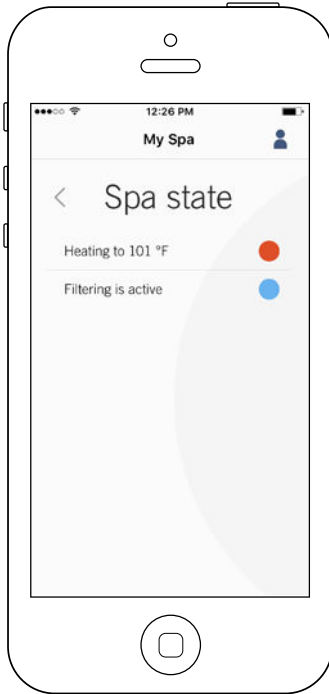 12:26 PM
My Spa
Spa state
Heating to 101 °F
Filtering is active